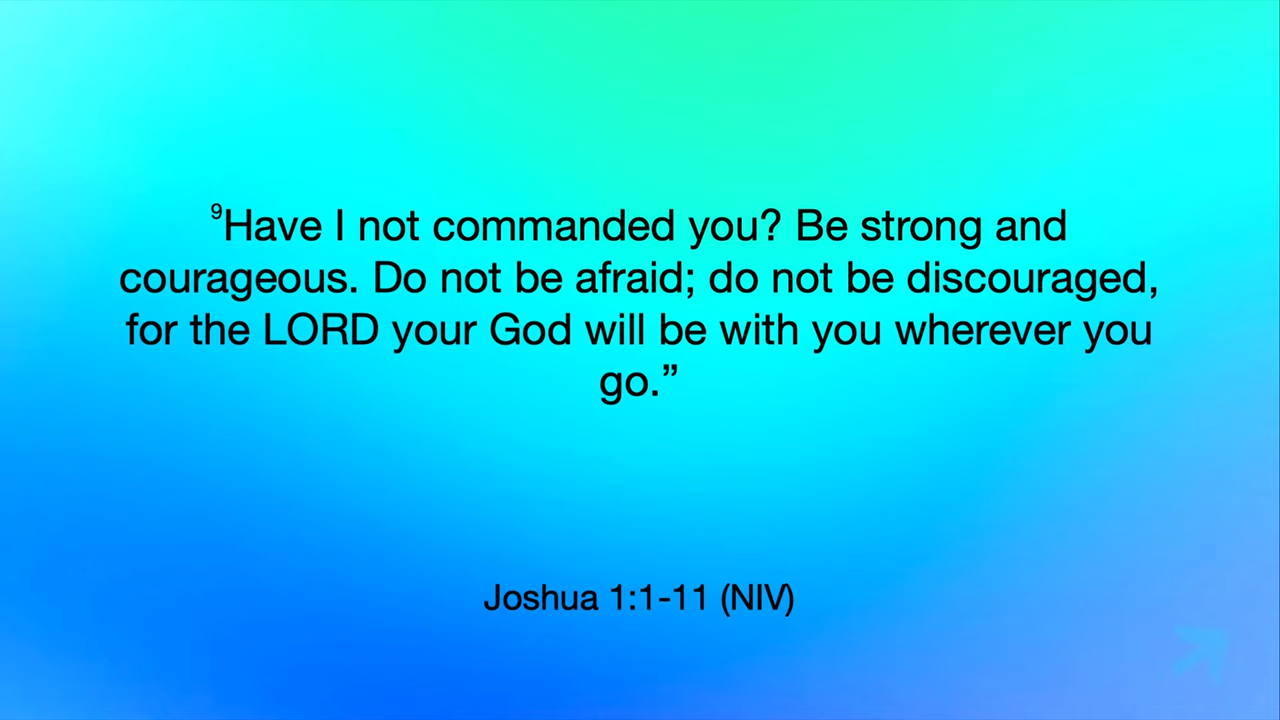 ⁹Have I not commanded you? Be strong and
courageous. Do not be afraid; do not be discouraged,
for the LORD your God will be with you wherever you
go.”
Joshua 1:1-11 (NIV)